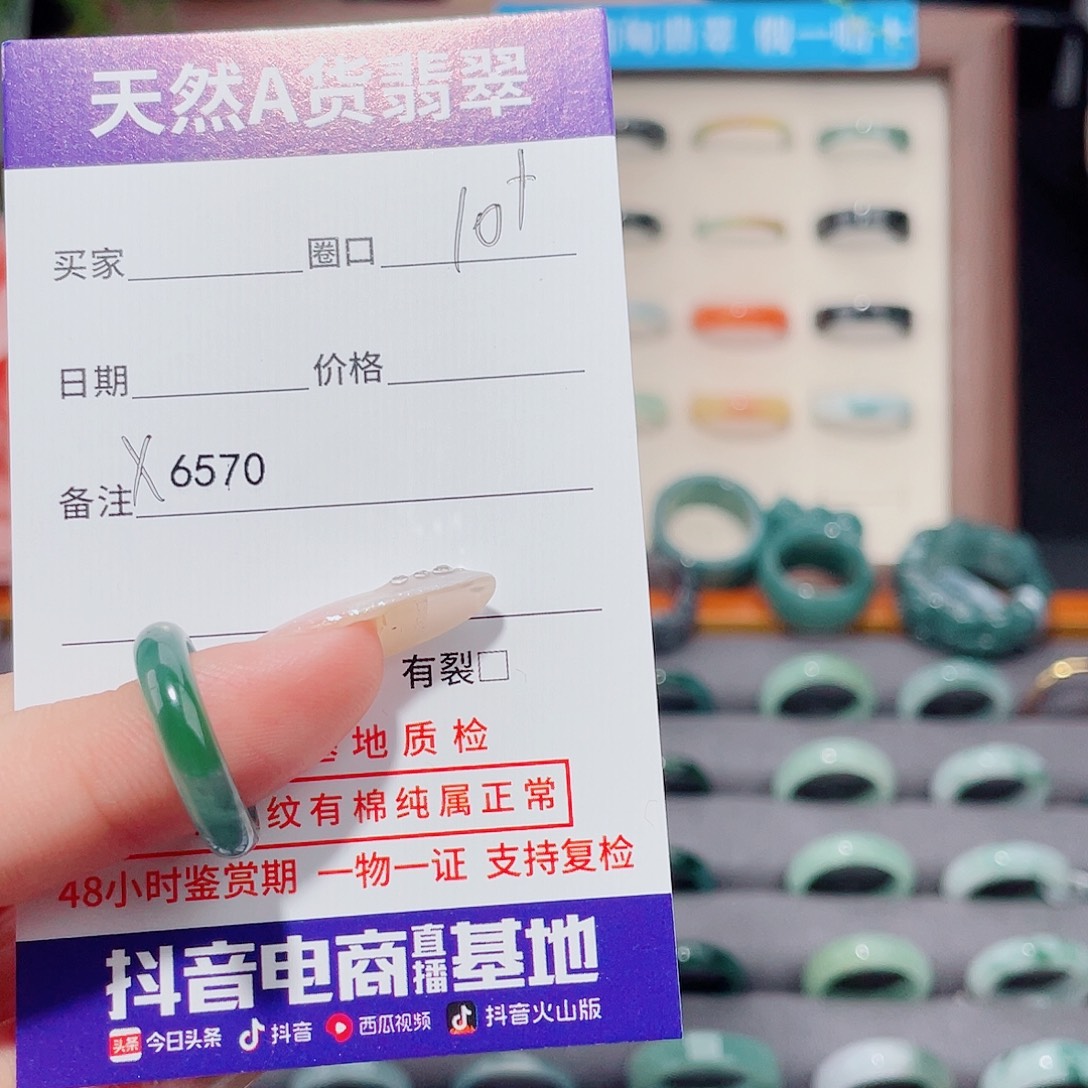 天然A货翡翠
买家 圈口 10+
日期 价格
备注 X 6570
有裂□
地质检
纹有棉纯属正常
48小时鉴赏期 一物一证 支持复检
抖音电商直播基地
头条 今日头条 抖音 西瓜视频 抖音火山版